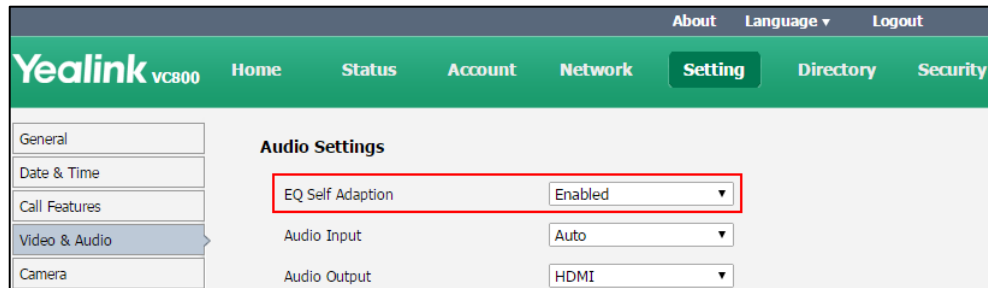 About Language ▾ Logout
Yealink VC800 Home Status Account Network Setting Directory Security
General
Date & Time
Call Features
Video & Audio
Camera
Audio Settings
EQ Self Adaption Enabled ▼
Audio Input Auto ▼
Audio Output HDMI ▼